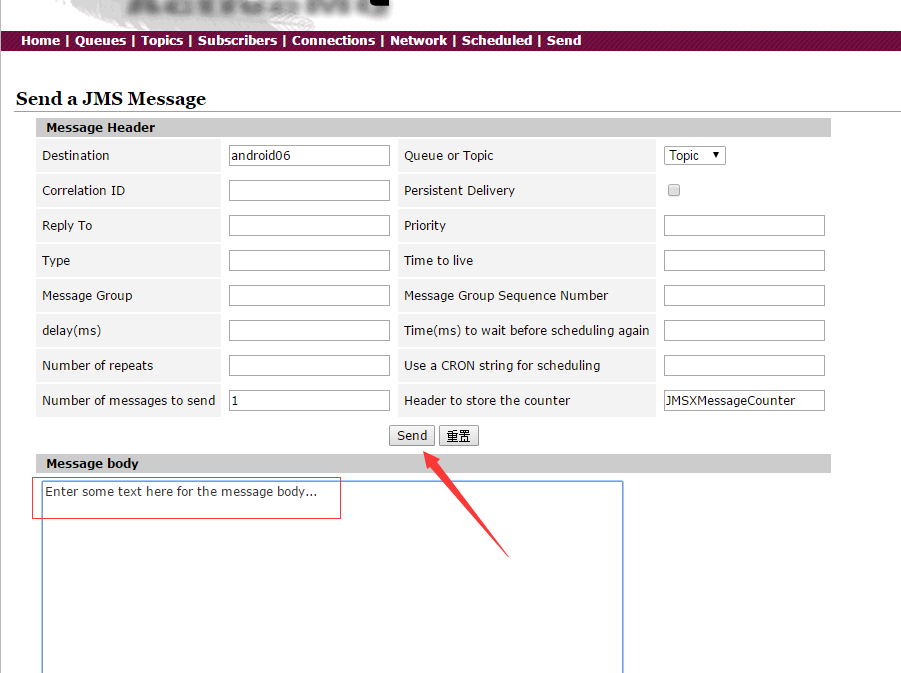 Home | Queues | Topics | Subscribers | Connections | Network | Scheduled | Send
Send a JMS Message
Message Header
Destination android06 Queue or Topic Topic
Correlation ID Persistent Delivery
Reply To Priority
Type Time to live
Message Group Message Group Sequence Number
delay(ms) Time(ms) to wait before scheduling again
Number of repeats Use a CRON string for scheduling
Number of messages to send 1 Header to store the counter JMSXMessageCounter
Send 重置
Message body
Enter some text here for the message body...